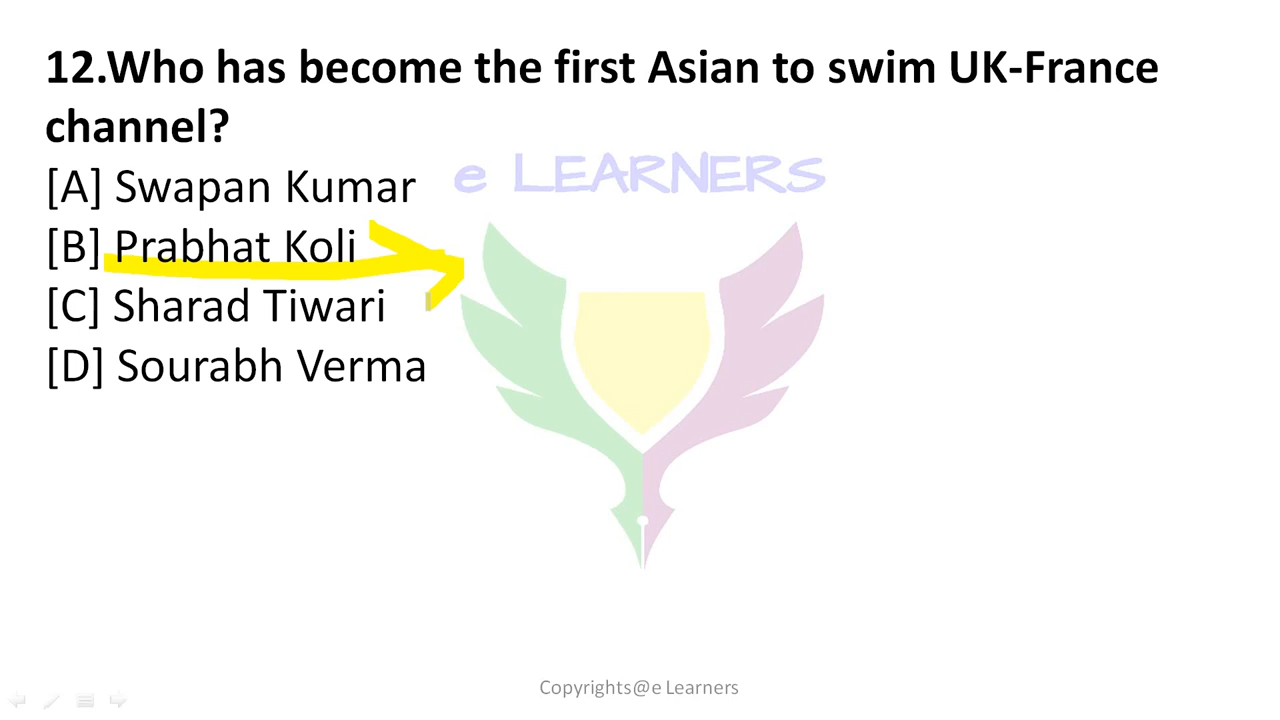 12.Who has become the first Asian to swim UK-France
channel?
e LEARNERS
[A] Swapan Kumar
[B] Prabhat Koli
[C] Sharad Tiwari
[D] Sourabh Verma
Copyrights@e Learners